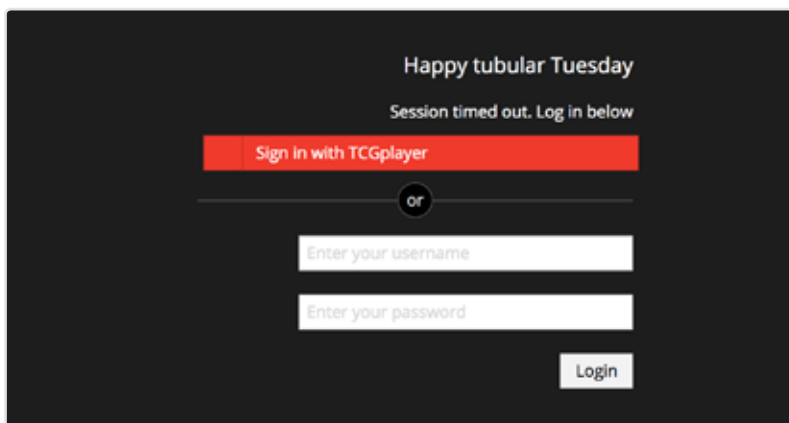 Happy tubular Tuesday
Session timed out. Log in below
Sign in with TCGplayer
or
Enter your username
Enter your password
Login